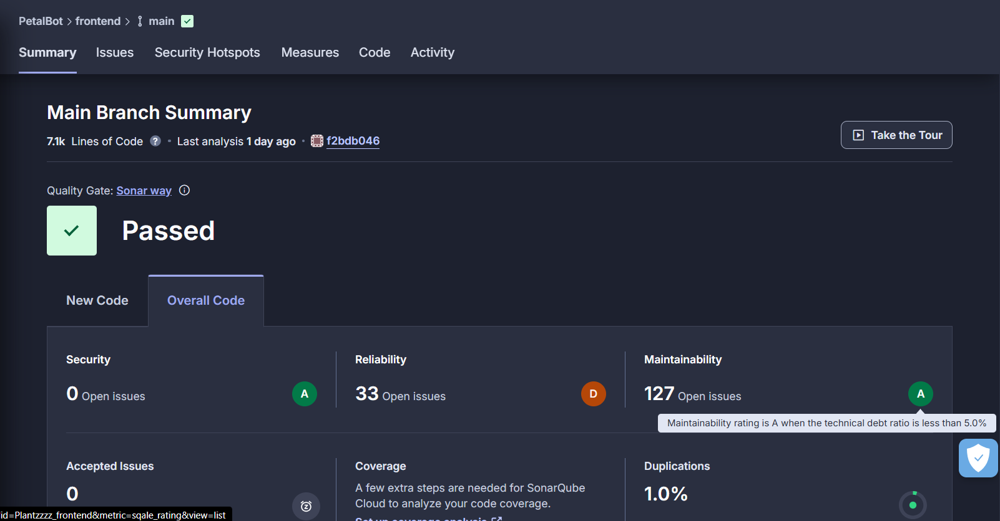 PetalBot > frontend > main
Summary Issues Security Hotspots Measures Code Activity
Main Branch Summary
7.1k Lines of Code ? • Last analysis 1 day ago • f2bdb046
Take the Tour
Quality Gate: Sonar way
Passed
New Code Overall Code
Security Reliability Maintainability
0 Open issues A 33 Open issues D 127 Open issues A
Maintainability rating is A when the technical debt ratio is less than 5.0%
Accepted Issues Coverage Duplications
0 A few extra steps are needed for SonarQube 1.0%
Cloud to analyze your code coverage.
Set up coverage analysis
id=Plantzzzz_frontend&metric=sqale_rating&view=list